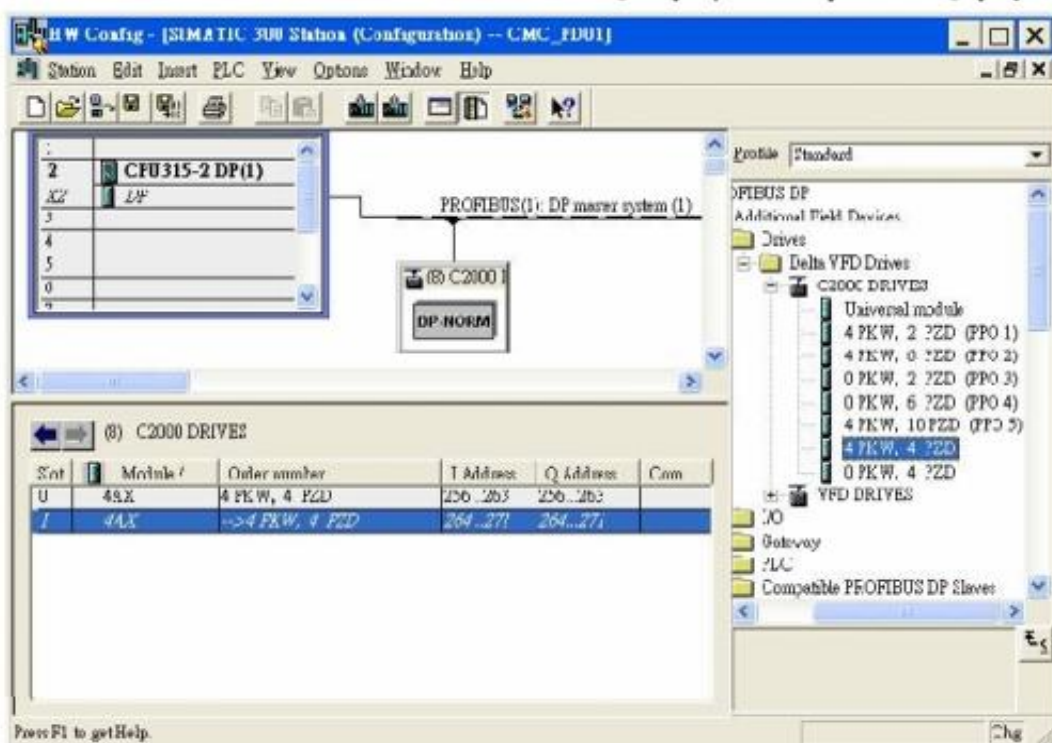 HW Config - [SIMATIC 300 Station (Configuration) -- CMC_PD01]
Station Edit Insert PLC View Options Window Help
2 CPU315-2 DP(1)
X2 DP
3
4
5
6
PROFIBUS(1): DP master system (1)
(8) C2000 D
DP-NORM
Profile Standard
OFIBUS DP
Additional Field Devices
Drives
Delta VFD Drives
C2000 DRIVES
Universal module
4 PKW, 2 PZD (PPO 1)
4 PKW, 6 PZD (PPO 2)
0 PKW, 2 PZD (PPO 3)
0 PKW, 6 PZD (PPO 4)
4 PKW, 10 PZD (PPO 5)
4 PKW, 4 PZD
0 PKW, 4 PZD
VFD DRIVES
I/O
Gateway
PLC
Compatible PROFIBUS DP Slaves
(8) C2000 DRIVES
Slot Module / Order number I Address Q Address Com
0 4AX 4 PKW, 4 PZD 256...263 256...263
1 4AX -->4 PKW, 4 PZD 264...271 264...271
Press F1 to get Help.
Chg